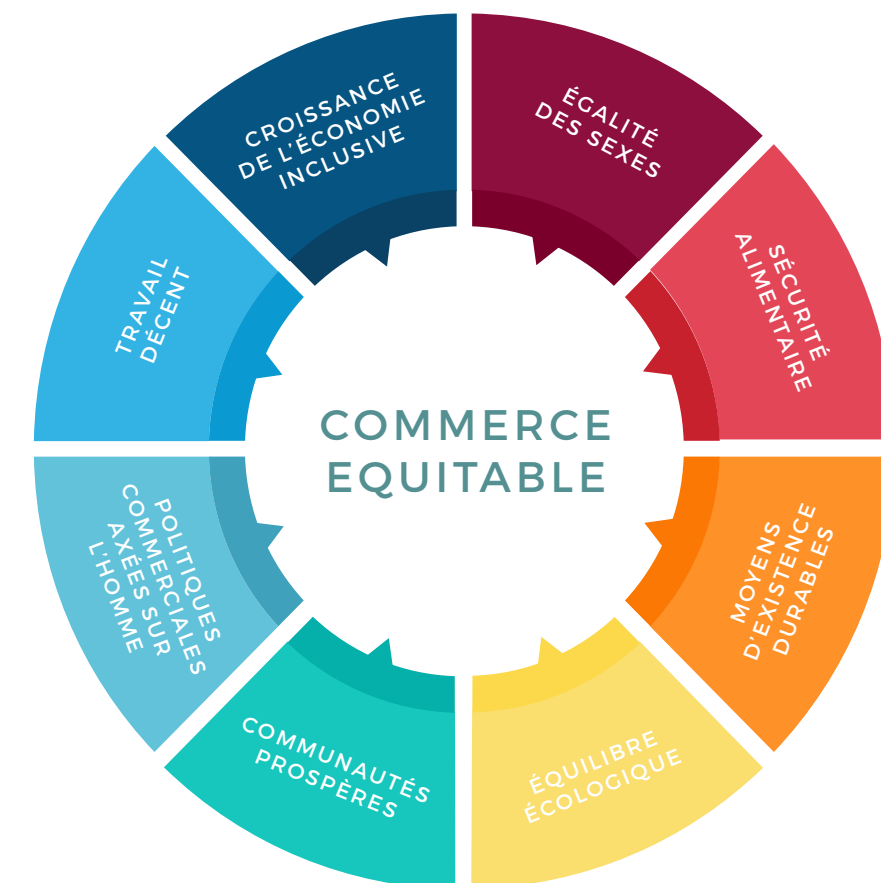 CROISSANCE
DE L'ÉCONOMIE
INCLUSIVE
ÉGALITÉ
DES SEXES
SÉCURITÉ
ALIMENTAIRE
MOYENS
D'EXISTENCE
DURABLES
ÉQUILIBRE
ÉCOLOGIQUE
COMMUNAUTÉS
PROSPÈRES
POLITIQUES
COMMERCIALES
AXÉES SUR
L'HOMME
TRAVAIL
DÉCENT
COMMERCE
EQUITABLE